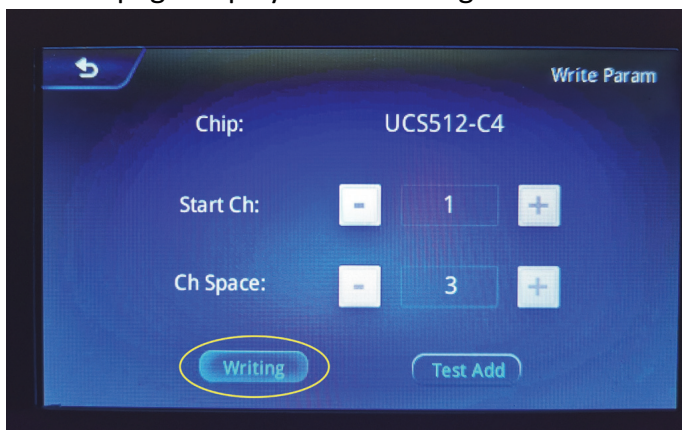 Write Param
Chip: UCS512-C4
Start Ch: - 1 +
Ch Space: - 3 +
Writing Test Add